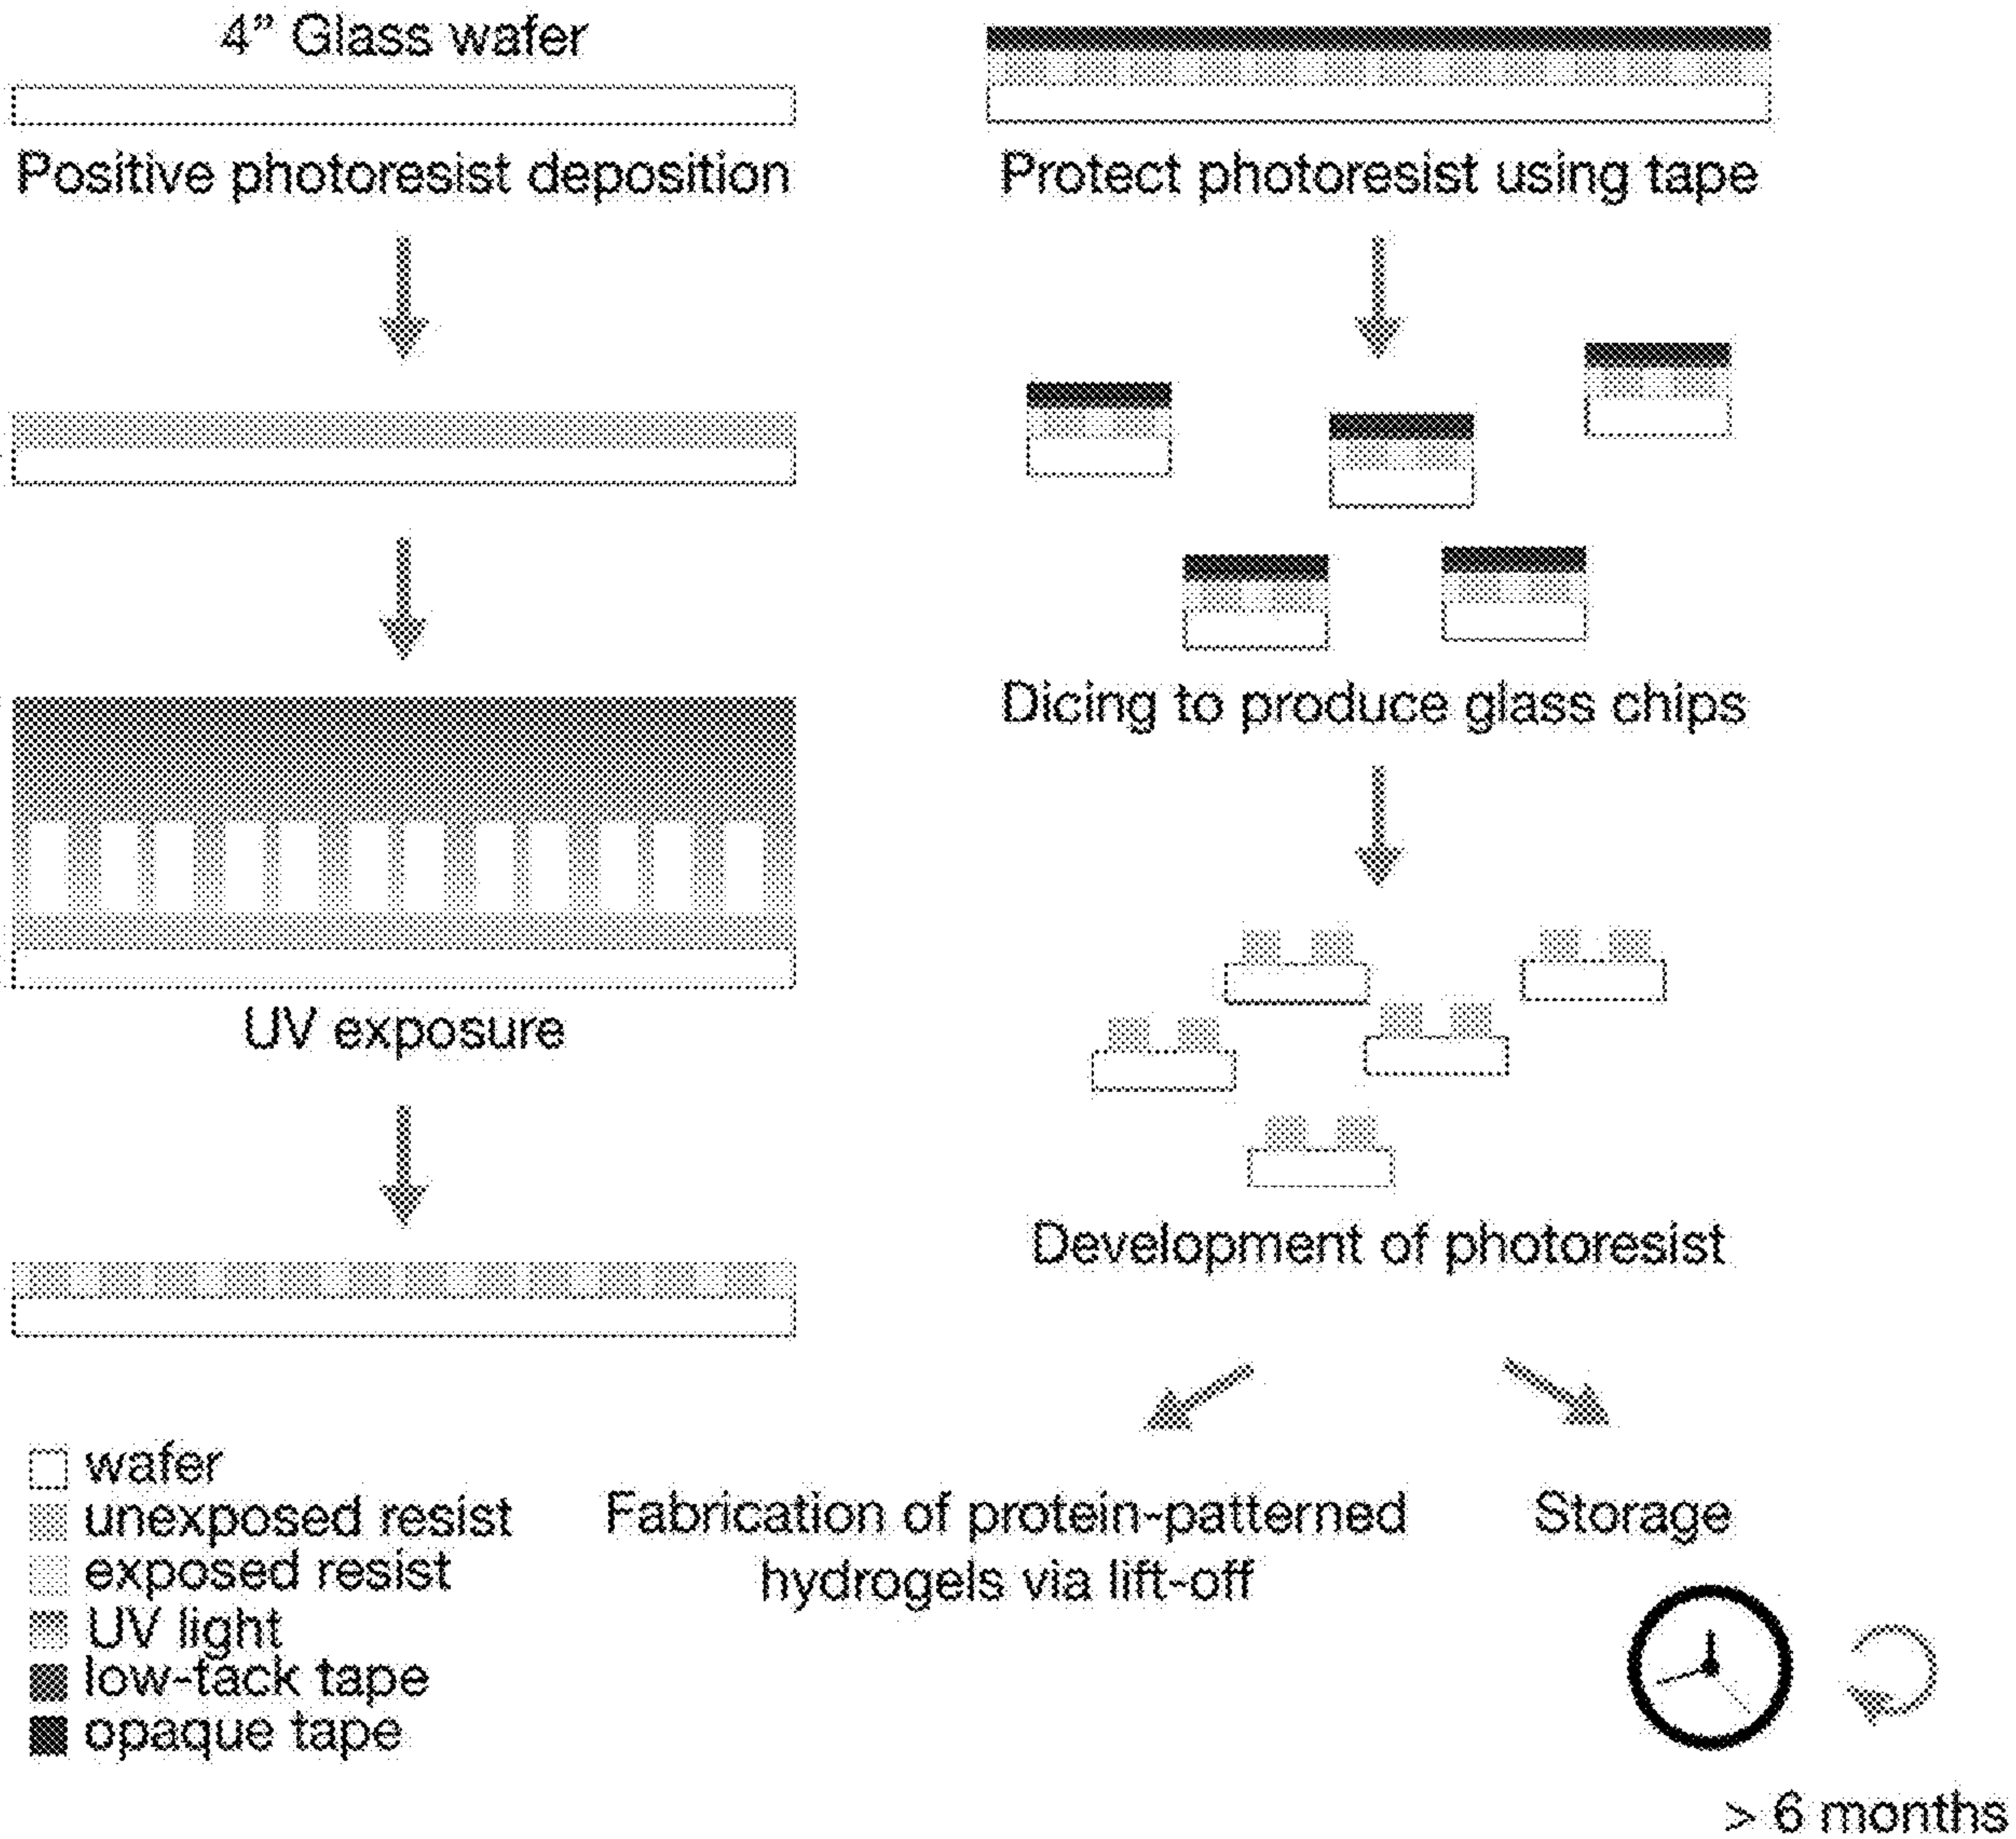 4” Glass wafer
Positive photoresist deposition
UV exposure
wafer
unexposed resist
exposed resist
UV light
low-tack tape
opaque tape
Protect photoresist using tape
Dicing to produce glass chips
Development of photoresist
Fabrication of protein-patterned
hydrogels via lift-off
Storage
> 6 months